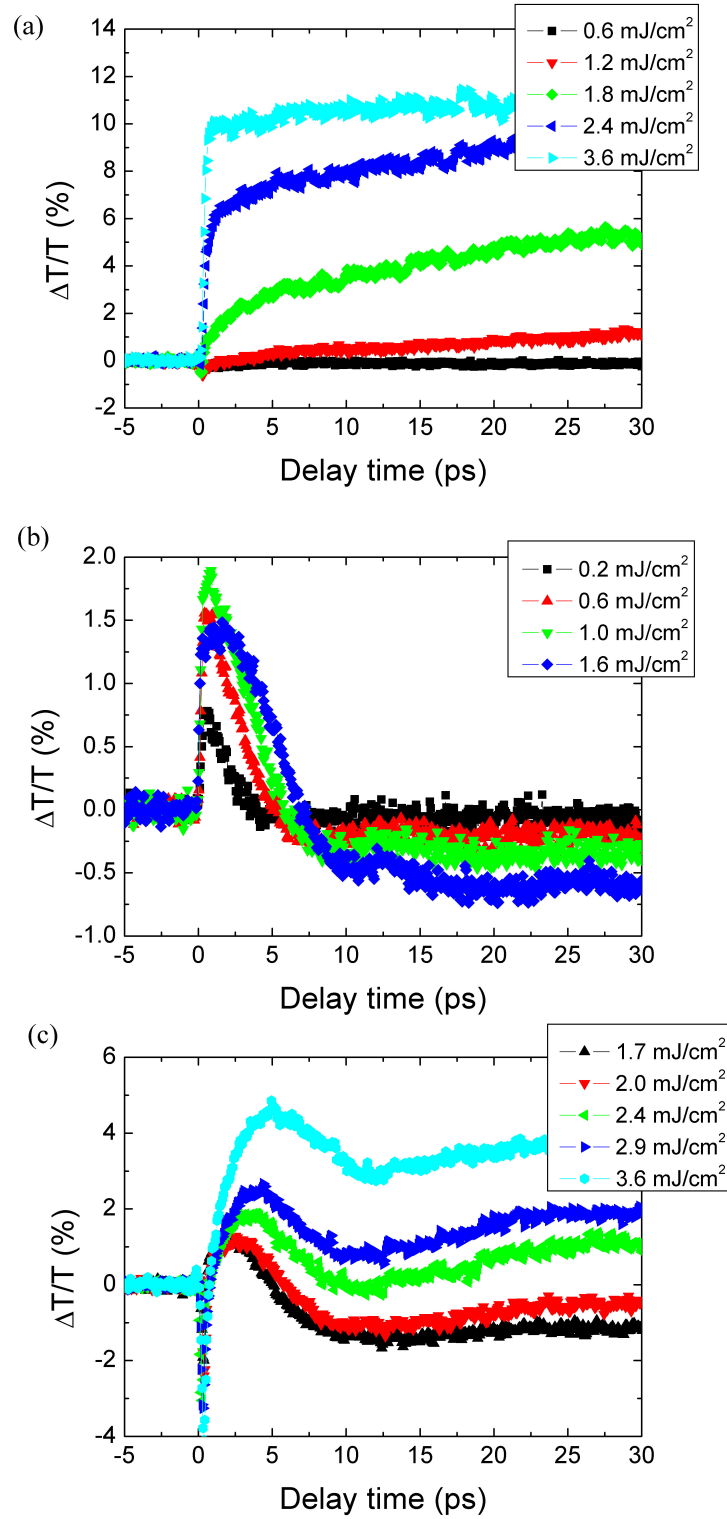 (a)
14
12
10
8
6
4
2
0
-2
ΔT/T (%)
0.6 mJ/cm²
1.2 mJ/cm²
1.8 mJ/cm²
2.4 mJ/cm²
3.6 mJ/cm²
-5 0 5 10 15 20 25 30
Delay time (ps)
(b)
2.0
1.5
1.0
0.5
0.0
-0.5
-1.0
ΔT/T (%)
0.2 mJ/cm²
0.6 mJ/cm²
1.0 mJ/cm²
1.6 mJ/cm²
-5 0 5 10 15 20 25 30
Delay time (ps)
(c)
6
4
2
0
-2
-4
ΔT/T (%)
1.7 mJ/cm²
2.0 mJ/cm²
2.4 mJ/cm²
2.9 mJ/cm²
3.6 mJ/cm²
-5 0 5 10 15 20 25 30
Delay time (ps)